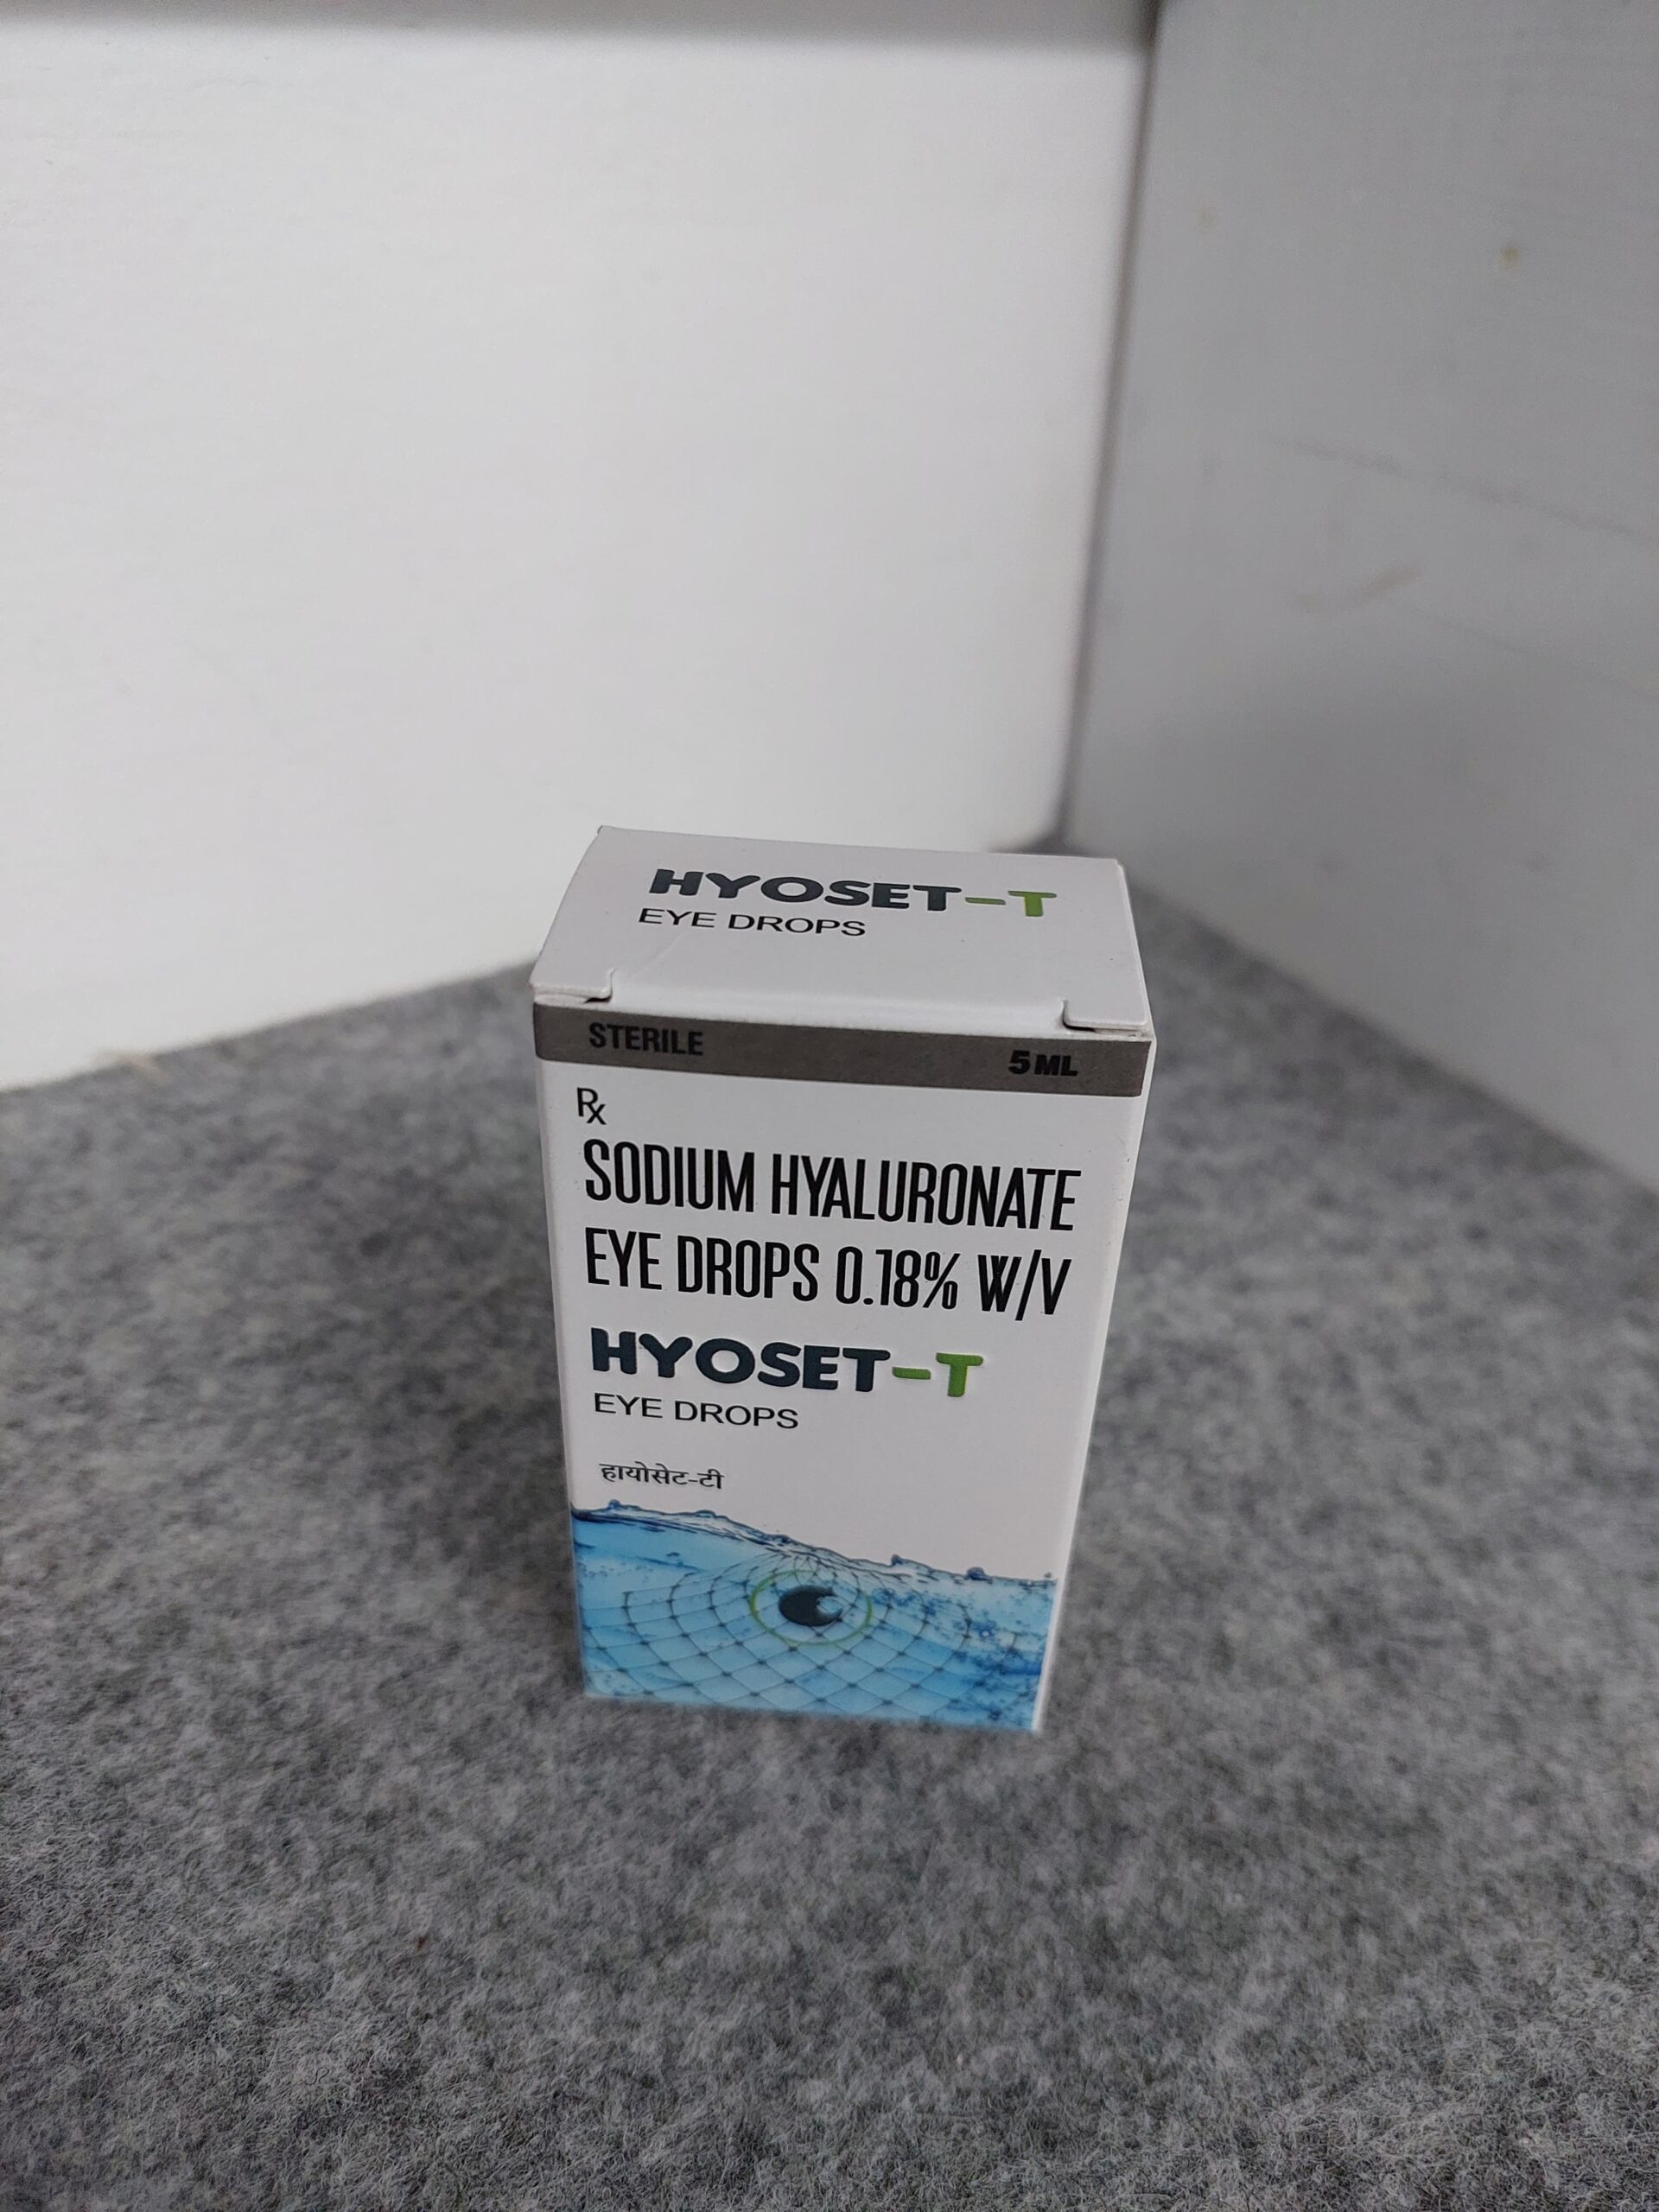 HYOSET-T
EYE DROPS
STERILE 5 ML
Rx
SODIUM HYALURONATE
EYE DROPS 0.18% W/V
HYOSET-T
EYE DROPS
हायोसेट-टी